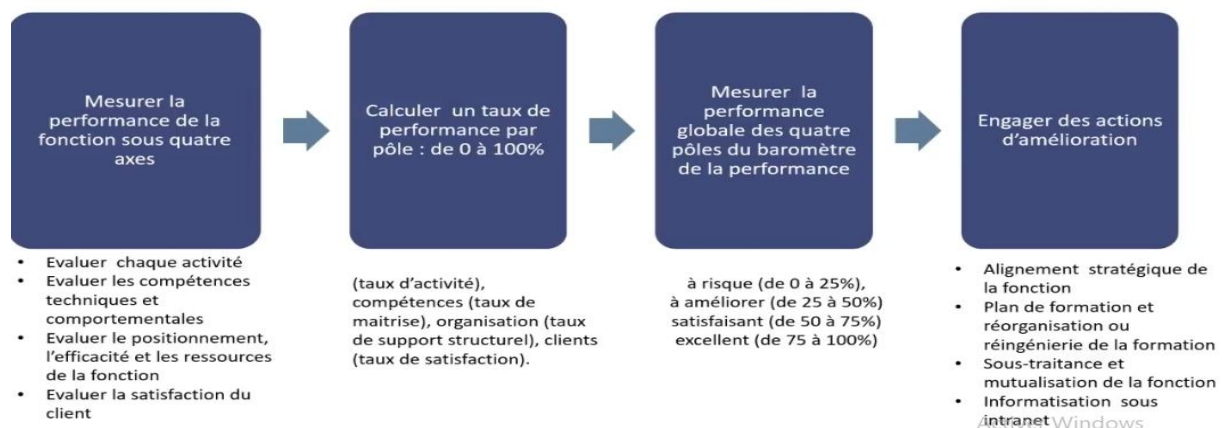 Mesurer la
performance de la
fonction sous quatre
axes
Calculer un taux de
performance par
pôle : de 0 à 100%
Mesurer la
performance
globale des quatre
pôles du baromètre
de la performance
Engager des actions
d'amélioration
• Evaluer chaque activité
• Evaluer les compétences
techniques et
comportementales
• Evaluer le positionnement,
l'efficacité et les ressources
de la fonction
• Evaluer la satisfaction du
client
(taux d'activité),
compétences (taux de
maitrise), organisation (taux
de support structurel), clients
(taux de satisfaction).
à risque (de 0 à 25%),
à améliorer (de 25 à 50%)
satisfaisant (de 50 à 75%)
excellent (de 75 à 100%)
• Alignement stratégique de
la fonction
• Plan de formation et
réorganisation ou
réingénierie de la formation
• Sous-traitance et
mutualisation de la fonction
• Informatisation sous
intranet
Activer Windows